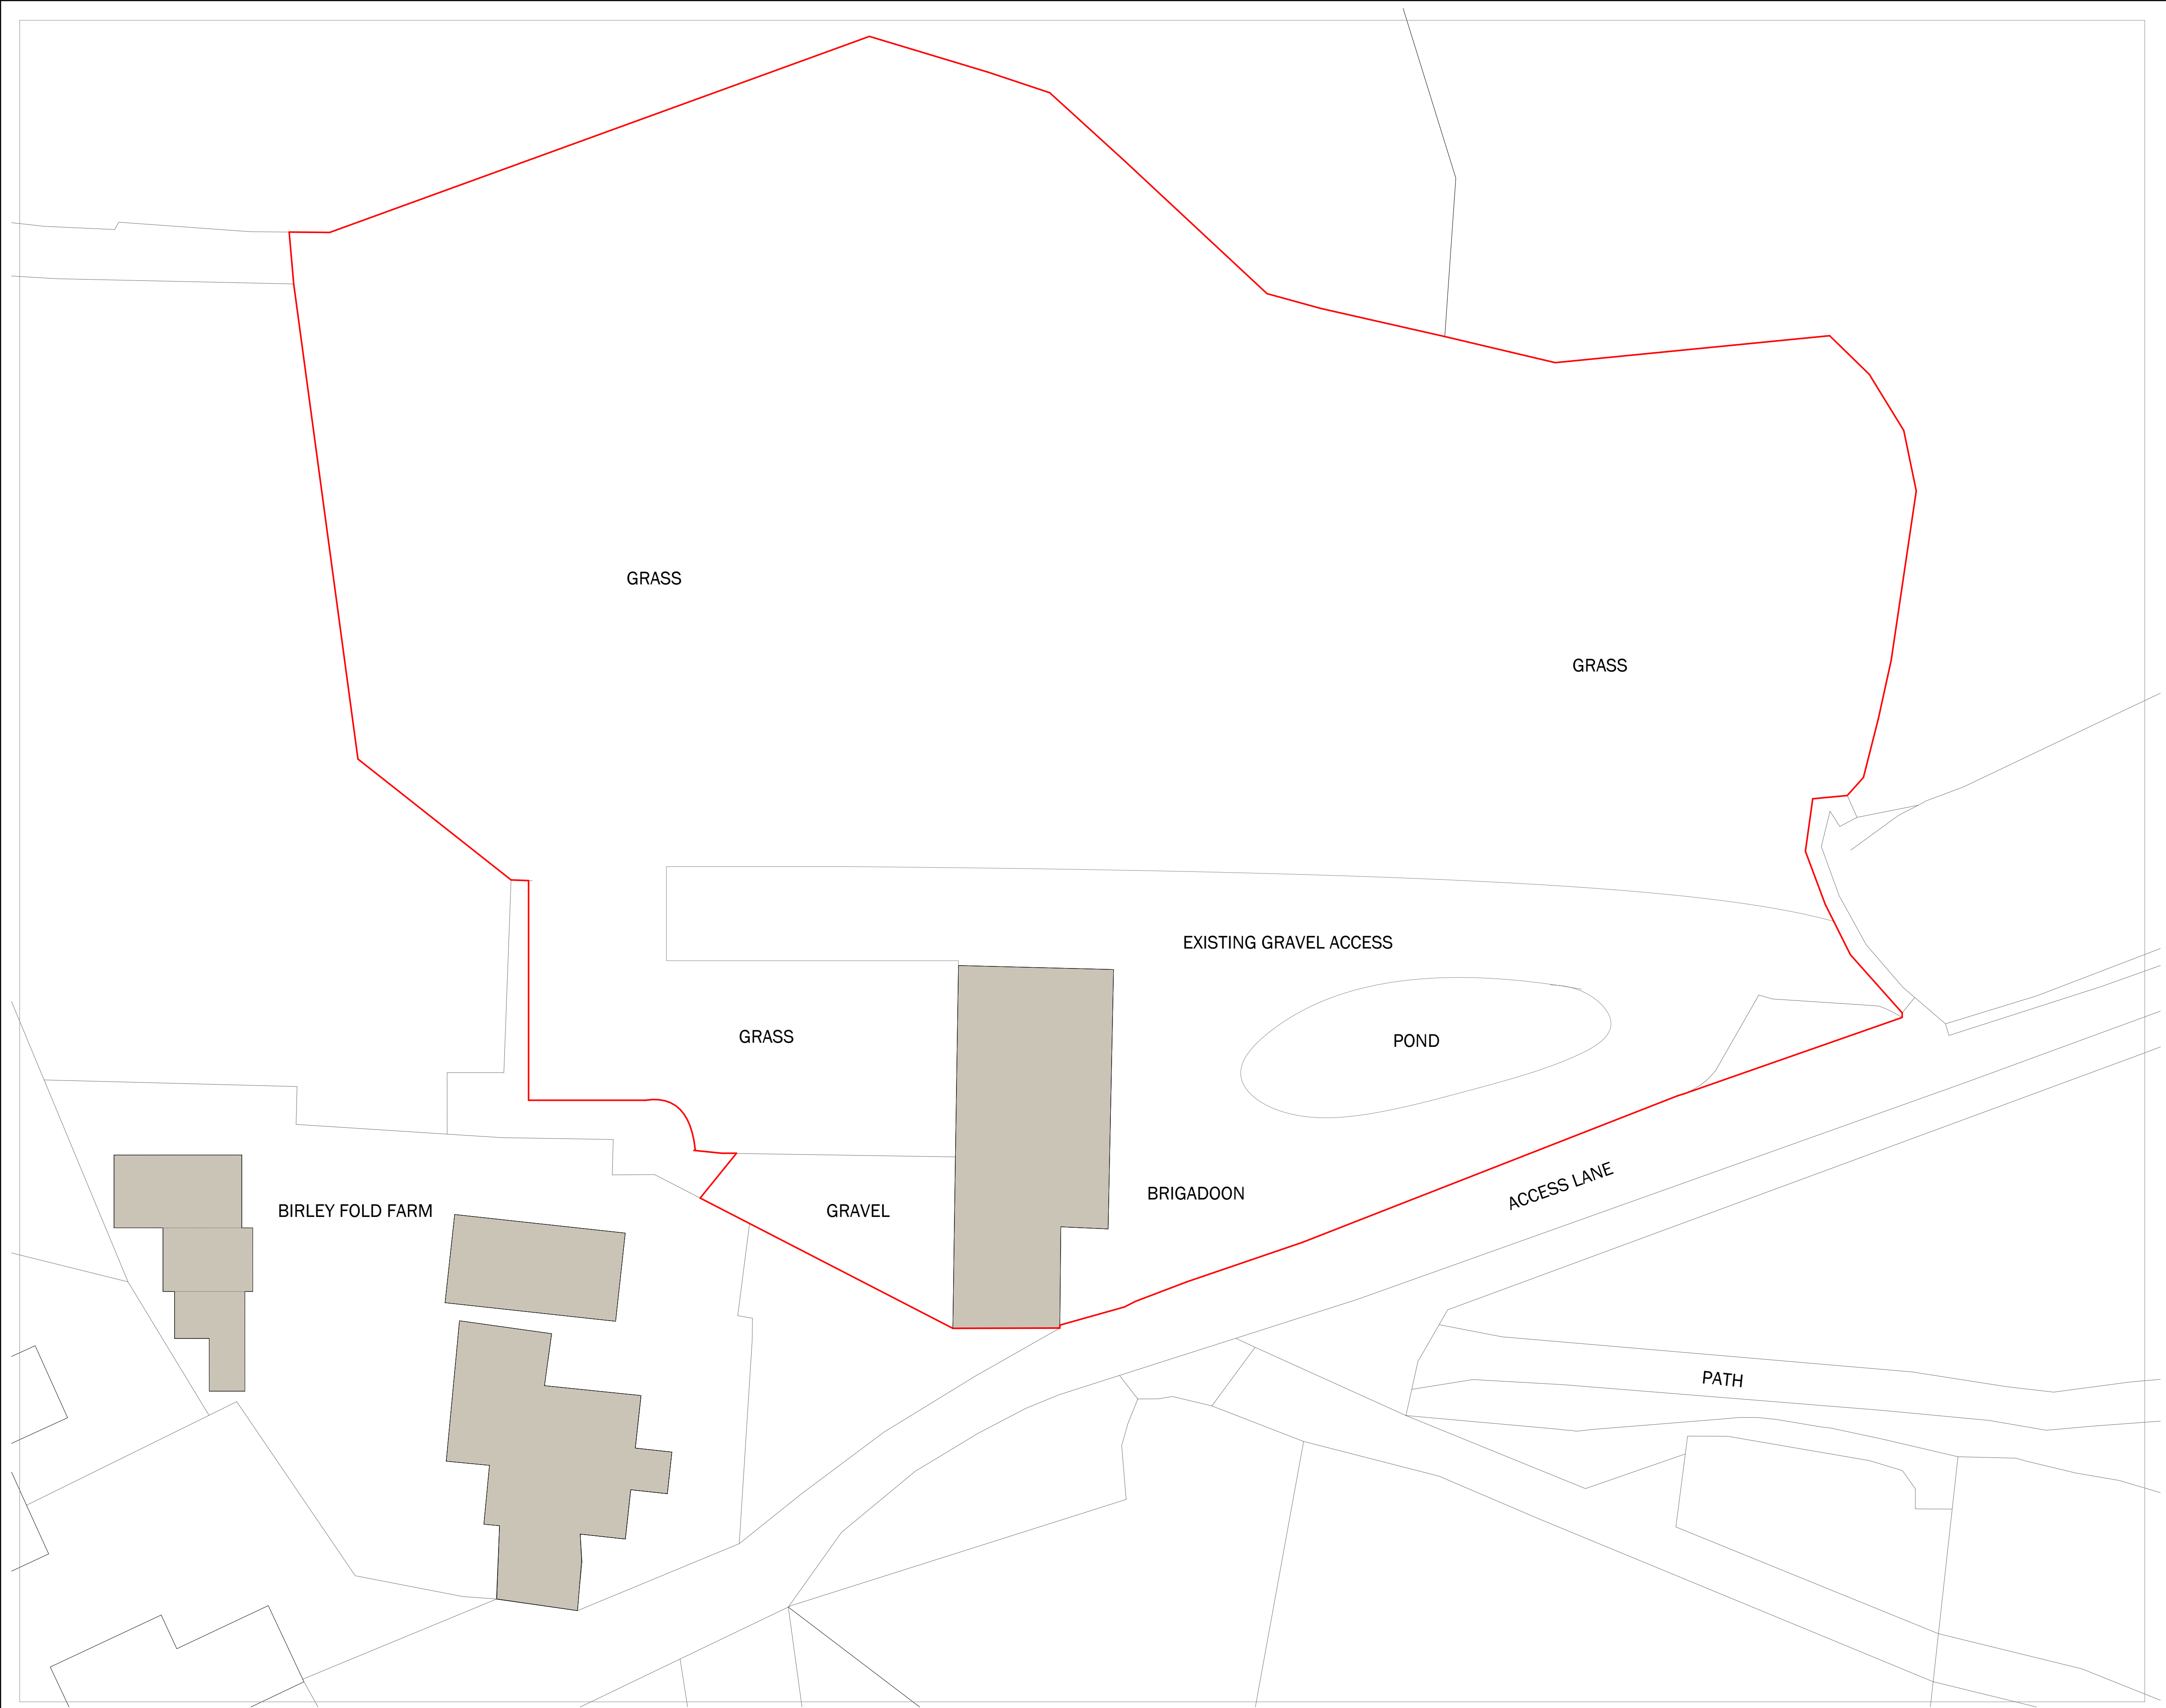 GRASS
GRASS
EXISTING GRAVEL ACCESS
GRASS
POND
ACCESS LANE
BRIGADOON
BIRLEY FOLD FARM
GRAVEL
PATH